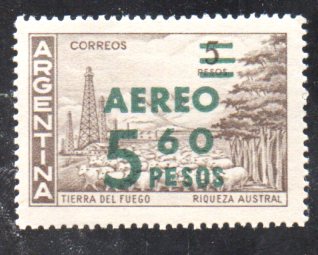 CORREOS
5
PESOS
ARGENTINA
AEREO
5 60
PESOS
TIERRA DEL FUEGO RIQUEZA AUSTRAL